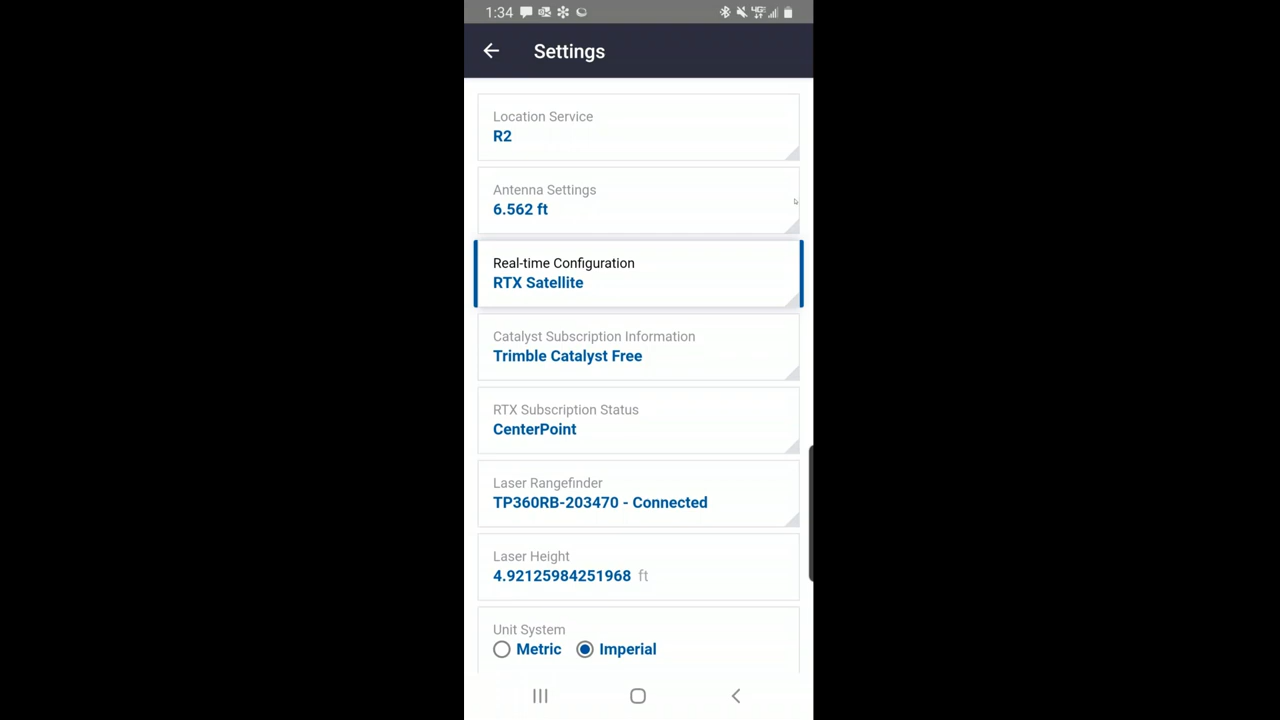 1:34
Settings
Location Service
R2
Antenna Settings
6.562 ft
Real-time Configuration
RTX Satellite
Catalyst Subscription Information
Trimble Catalyst Free
RTX Subscription Status
CenterPoint
Laser Rangefinder
TP360RB-203470 - Connected
Laser Height
4.92125984251968 ft
Unit System
Metric Imperial